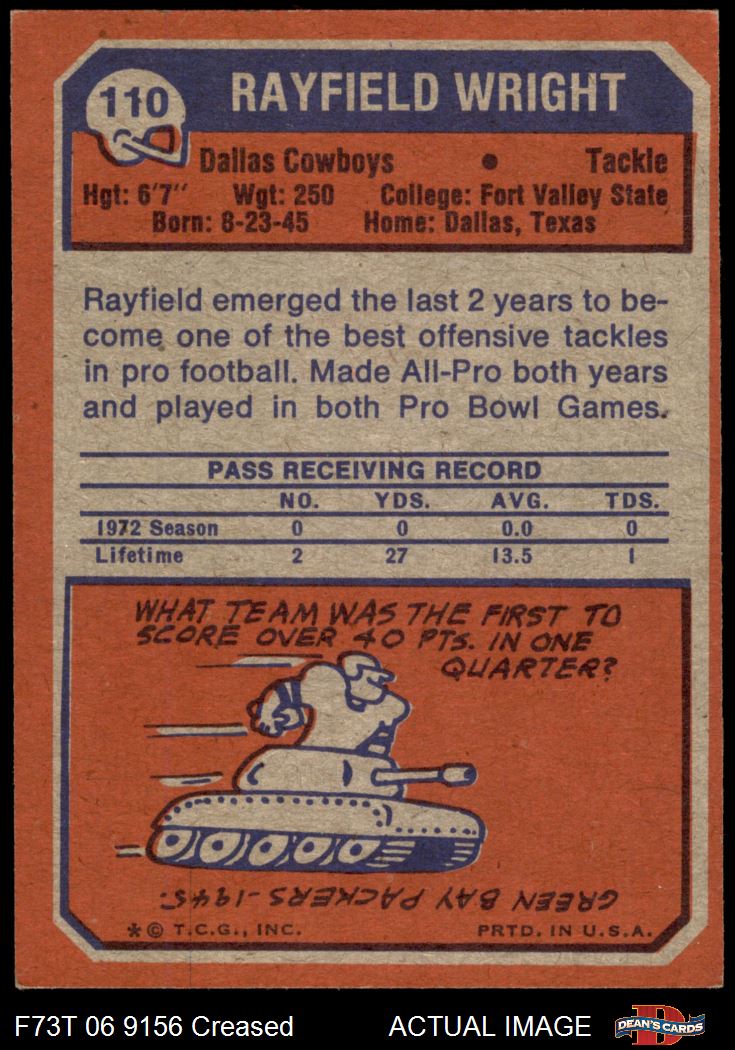 110
RAYFIELD WRIGHT
Dallas Cowboys • Tackle
Hgt: 6'7" Wgt: 250 College: Fort Valley State
Born: 8-23-45 Home: Dallas, Texas
Rayfield emerged the last 2 years to be-
come one of the best offensive tackles
in pro football. Made All-Pro both years
and played in both Pro Bowl Games.
PASS RECEIVING RECORD
NO. YDS. AVG. TDS.
1972 Season 0 0 0.0 0
Lifetime 2 27 13.5 1
WHAT TEAM WAS THE FIRST TO
SCORE OVER 40 PTS. IN ONE
QUARTER?
GREEN BAY PACKERS-1945.
*© T.C.G., INC. PRTD. IN U.S.A.
F73T 06 9156 Creased ACTUAL IMAGE
D
DEAN'S CARDS